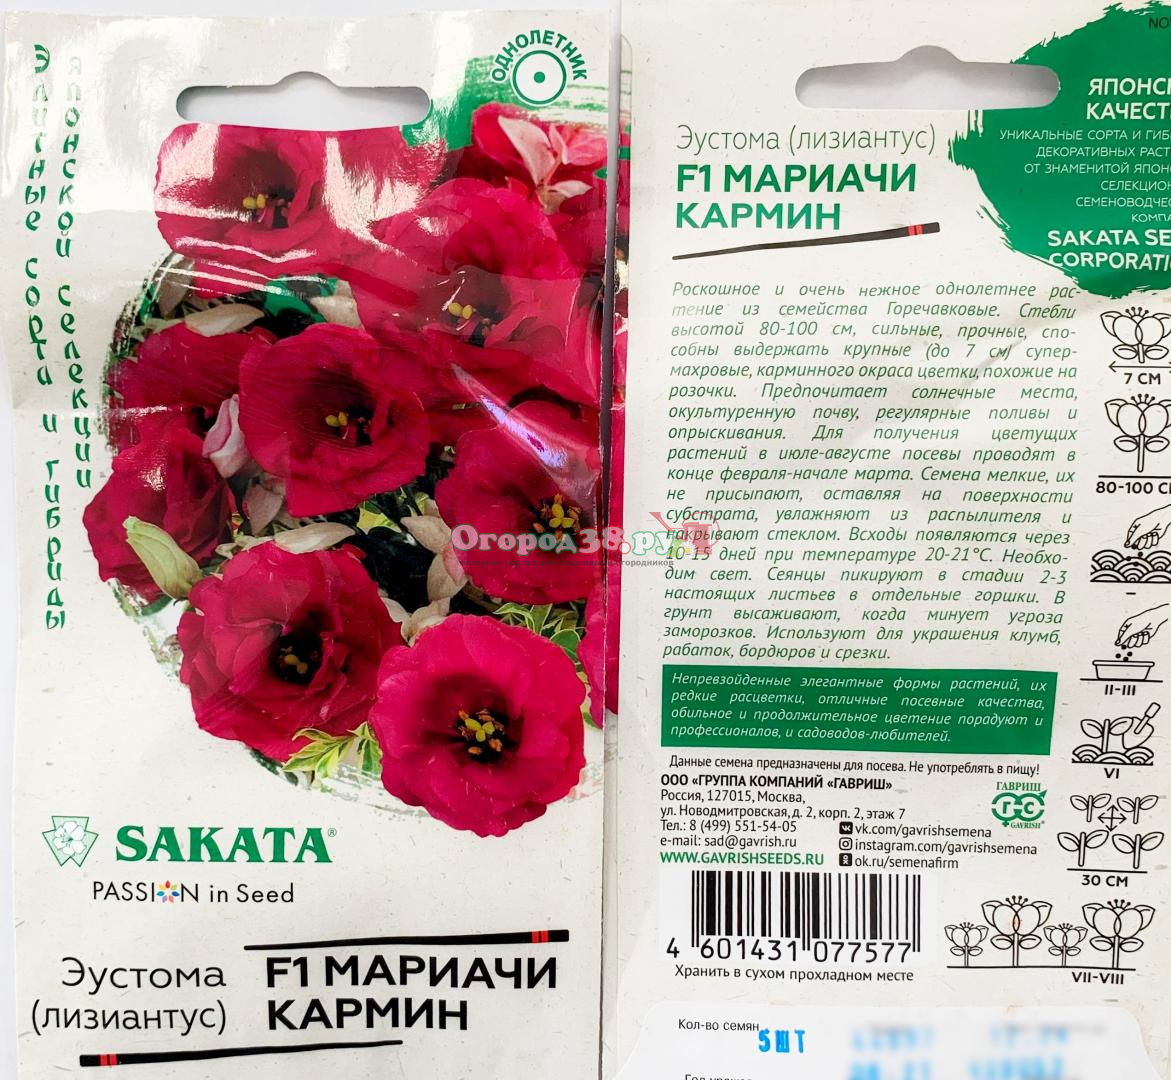 Элитные сорта и гибриды
японской селекции
ОДНОЛЕТНИК
SAKATA®
PASSION in Seed
Эустома
(лизиантус)
F1 МАРИАЧИ
КАРМИН
Огород38.ру
Эустома (лизиантус)
F1 МАРИАЧИ
КАРМИН
NO
ЯПОНС
КАЧЕСТ
УНИКАЛЬНЫЕ СОРТА И ГИБ
ДЕКОРАТИВНЫХ РАСТ
ОТ ЗНАМЕНИТОЙ ЯПОН
СЕЛЕКЦИОН
СЕМЕНОВОДЧЕС
КОМПА
SAKATA SE
CORPORATI
Роскошное и очень нежное однолетнее рас-
тение из семейства Горечавковые. Стебли
высотой 80-100 см, сильные, прочные, спо-
собны выдержать крупные (до 7 см) супер-
махровые, карминного окраса цветки, похожие на
розочки. Предпочитает солнечные места,
окультуренную почву, регулярные поливы и
опрыскивания. Для получения цветущих
растений в июле-августе посевы проводят в
конце февраля-начале марта. Семена мелкие, их
не присыпают, оставляя на поверхности
субстрата, увлажняют из распылителя и
накрывают стеклом. Всходы появляются через
10-15 дней при температуре 20-21°С. Необхо-
дим свет. Сеянцы пикируют в стадии 2-3
настоящих листьев в отдельные горшки. В
грунт высаживают, когда минует угроза
заморозков. Используют для украшения клумб,
рабаток, бордюров и срезки.
Непревзойденные элегантные формы растений, их
редкие расцветки, отличные посевные качества,
обильное и продолжительное цветение порадуют и
профессионалов, и садоводов-любителей.
Данные семена предназначены для посева. Не употреблять в пищу!
ООО «ГРУППА КОМПАНИЙ «ГАВРИШ»
Россия, 127015, Москва,
ул. Новодмитровская, д. 2, корп. 2, этаж 7
Тел.: 8 (499) 551-54-05
e-mail: sad@gavrish.ru
WWW.GAVRISHSEEDS.RU
vk.com/gavrishsemena
instagram.com/gavrishsemena
ok.ru/semenafirm
ГАВРИШ
Г-С
GAVRISH®
4 601431 077577
Хранить в сухом прохладном месте
7 СМ
80-100 С
–
II-III
VI
30 СМ
VII-VIII
Кол-во семян
5 ШТ